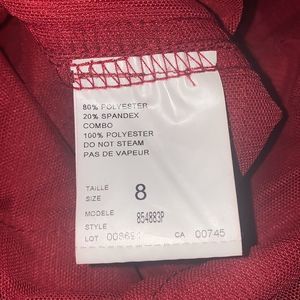 80% POLYESTER
20% SPANDEX
COMBO
100% POLYESTER
DO NOT STEAM
PAS DE VAPEUR
TAILLE
SIZE 8
MODELE
STYLE 854883P
LOT CA 00745